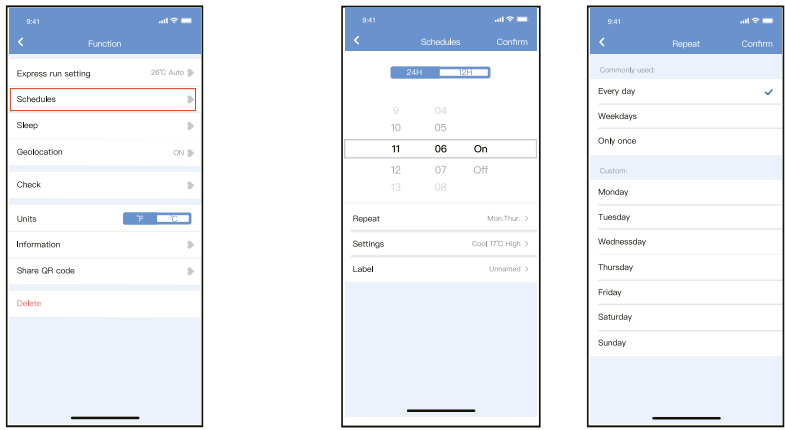 9:41
Function
Express run setting 26℃ Auto
Schedules
Sleep
Geolocation ON
Check
Units ℉ ℃
Information
Share QR code
Delete
9:41
Schedules Confirm
24H 12H
9 04
10 05
11 06 On
12 07 Off
13 08
Repeat Mon.Thur.
Settings Cool 17℃ High
Label Unnamed
9:41
Repeat Confirm
Commonly used:
Every day
Weekdays
Only once
Custom:
Monday
Tuesday
Wednessday
Thursday
Friday
Saturday
Sunday